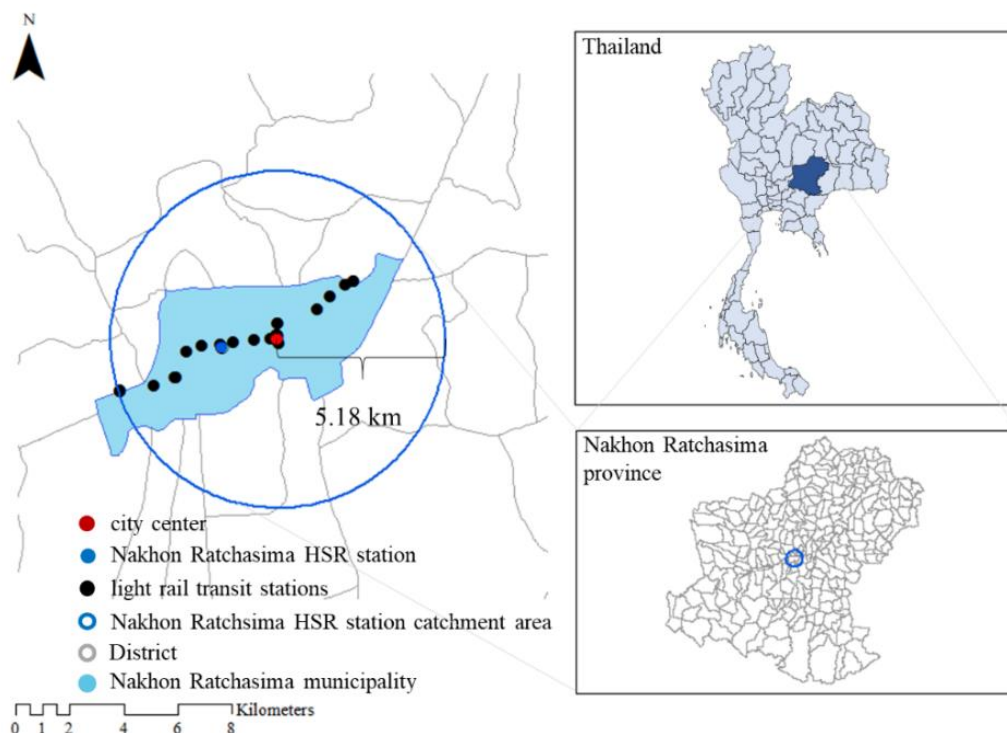 N
Thailand
5.18 km
Nakhon Ratchasima
province
city center
Nakhon Ratchasima HSR station
light rail transit stations
Nakhon Ratchsima HSR station catchment area
District
Nakhon Ratchasima municipality
Kilometers
0 1 2 4 6 8